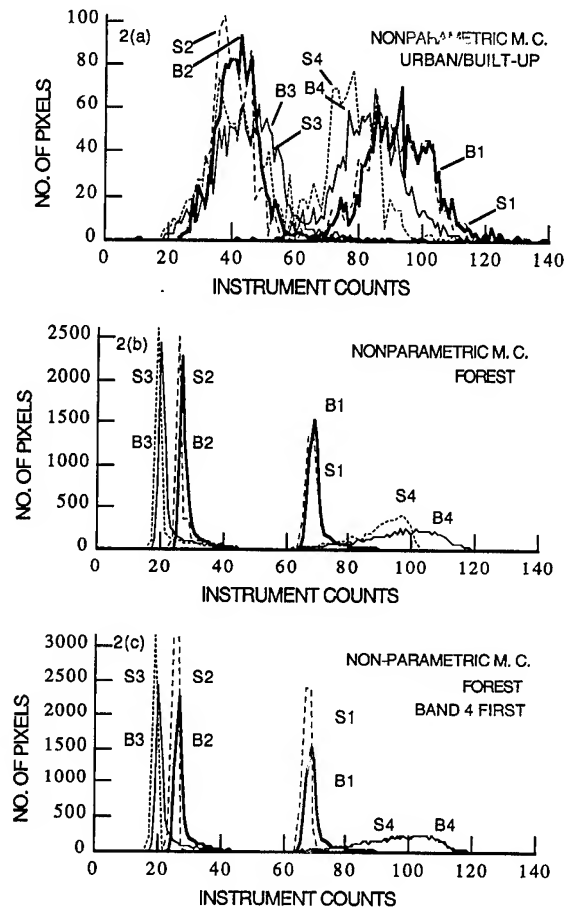 2(a)
NONPARAMETRIC M. C.
URBAN/BUILT-UP
S2
B2
B3
S3
S4
B4
B1
S1
NO. OF PIXELS
100
80
60
40
20
0
0 20 40 60 80 100 120 140
INSTRUMENT COUNTS
2(b)
NONPARAMETRIC M. C.
FOREST
S3 S2
B3 B2
B1
S1
S4
B4
NO. OF PIXELS
2500
2000
1500
1000
500
0
0 20 40 60 80 100 120 140
INSTRUMENT COUNTS
2(c)
NON-PARAMETRIC M. C.
FOREST
BAND 4 FIRST
S3 S2
B3 B2
S1
B1
S4 B4
NO. OF PIXELS
3000
2500
2000
1500
1000
500
0
0 20 40 60 80 100 120 140
INSTRUMENT COUNTS